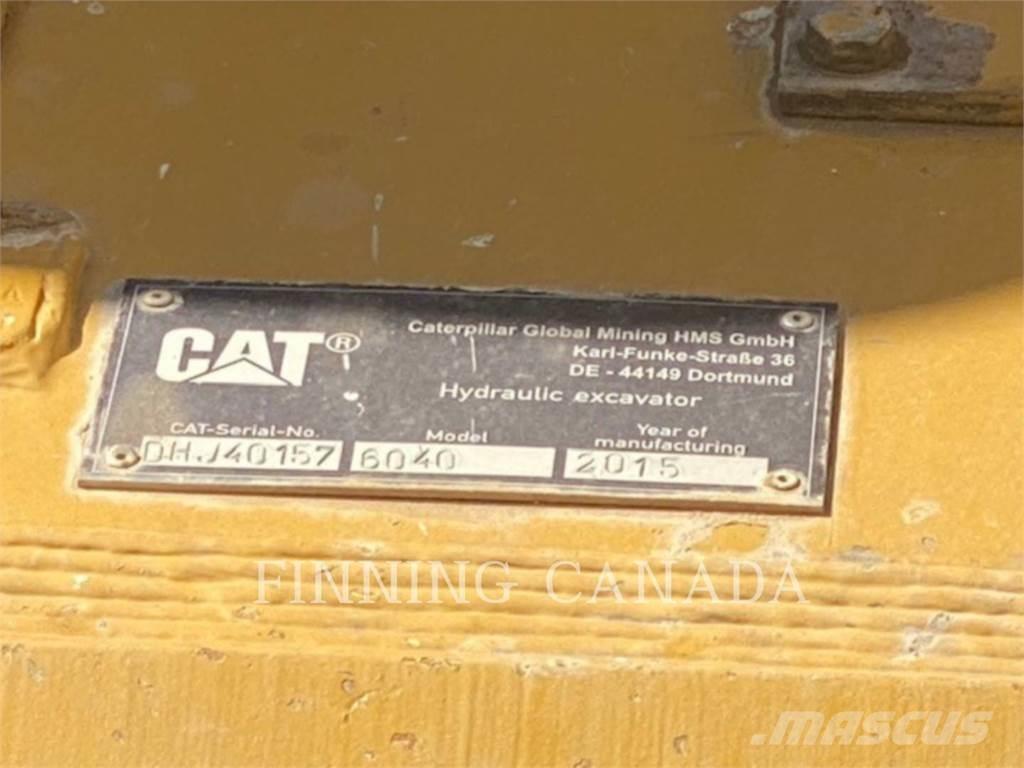 CAT®
Caterpillar Global Mining HMS GmbH
Karl-Funke-Straße 36
DE - 44149 Dortmund
Hydraulic excavator
CAT-Serial-No.
Model
Year of
manufacturing
DHJ40157
6040
2015
FINNING CANADA
mascus